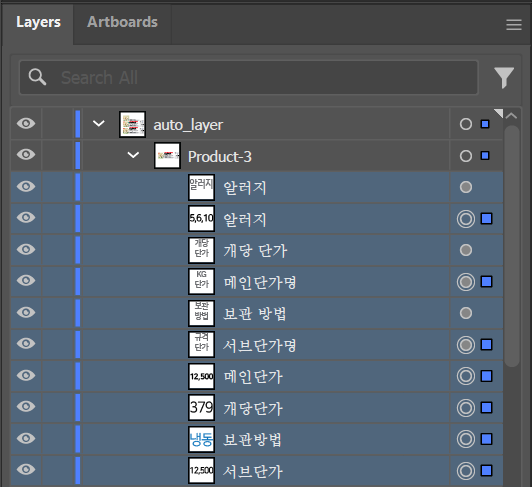 Layers Artboards
Search All
auto_layer
Product-3
알러지 알러지
5,6,10 알러지
개당
단가 개당 단가
KG
단가 메인단가명
보관
방법 보관 방법
규격
단가 서브단가명
12,500 메인단가
379 개당단가
냉동 보관방법
12,500 서브단가